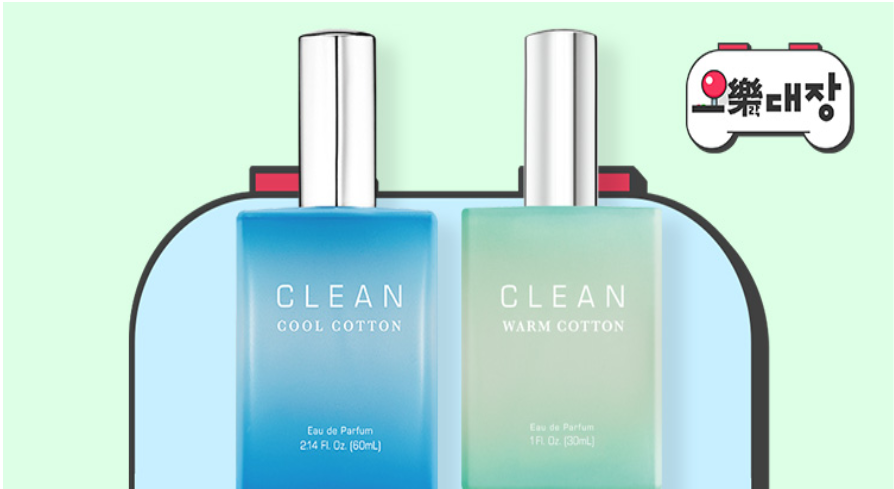 오樂대장
락
CLEAN
COOL COTTON
Eau de Parfum
2.14 Fl. Oz. (60mL)
CLEAN
WARM COTTON
Eau de Parfum
1 Fl. Oz. (30mL)